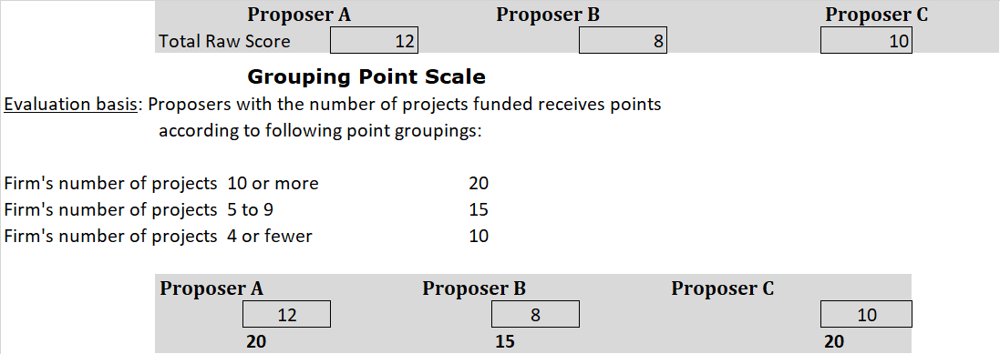 Proposer A Proposer B Proposer C
Total Raw Score 12 8 10
Grouping Point Scale
Evaluation basis: Proposers with the number of projects funded receives points
according to following point groupings:
Firm's number of projects 10 or more 20
Firm's number of projects 5 to 9 15
Firm's number of projects 4 or fewer 10
Proposer A Proposer B Proposer C
12 8 10
20 15 20